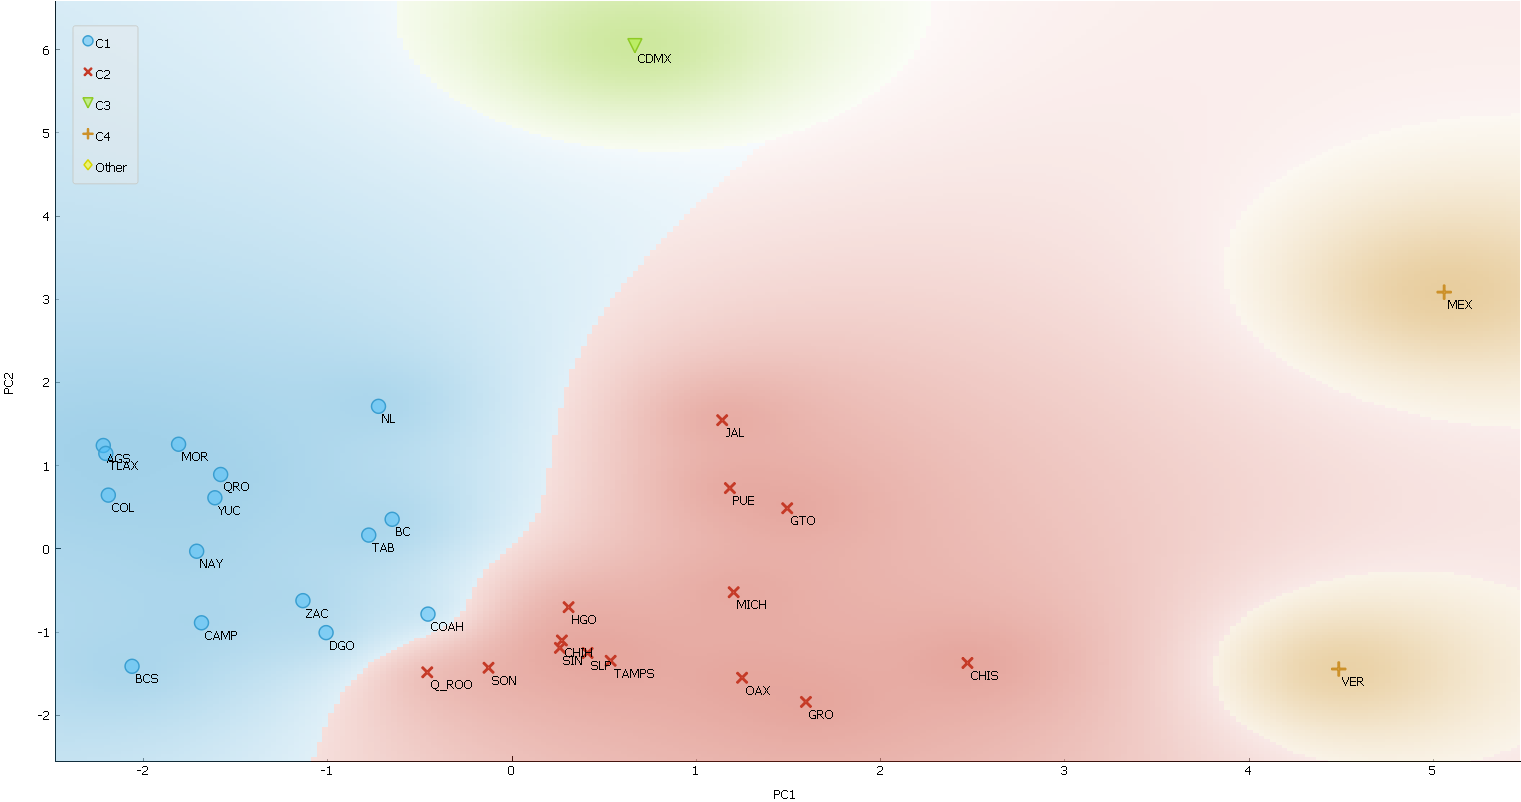 C1
C2
C3
C4
Other
6
5
4
3
2
1
0
-1
-2
PC2
CDMX
MEX
NL
JAL
AGS
TLAX
MOR
QRO
PUE
COL
YUC
GTO
BC
TAB
NAY
ZAC
MICH
HGO
COAH
CAMP
DGO
CHIH
SIN
SLP
TAMPS
BCS
Q_ROO
SON
CHIS
VER
OAX
GRO
-2 -1 0 1 2 3 4 5
PC1